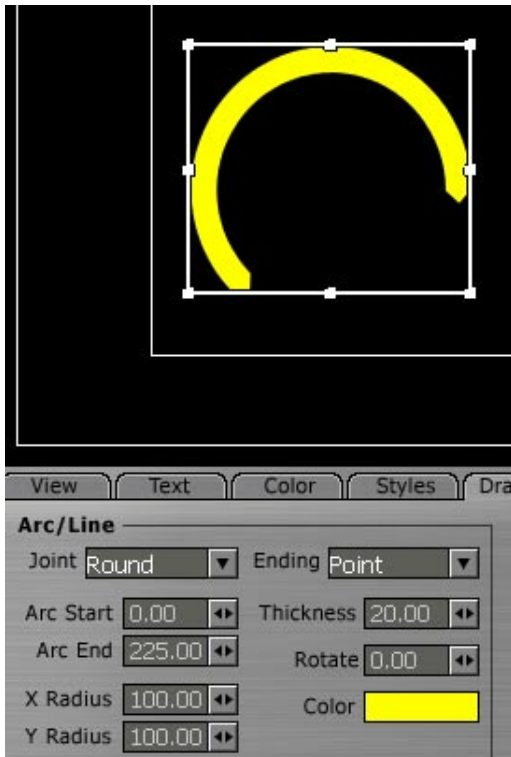 View Text Color Styles Dra
Arc/Line
Joint Round Ending Point
Arc Start 0.00 Thickness 20.00
Arc End 225.00 Rotate 0.00
X Radius 100.00 Color
Y Radius 100.00